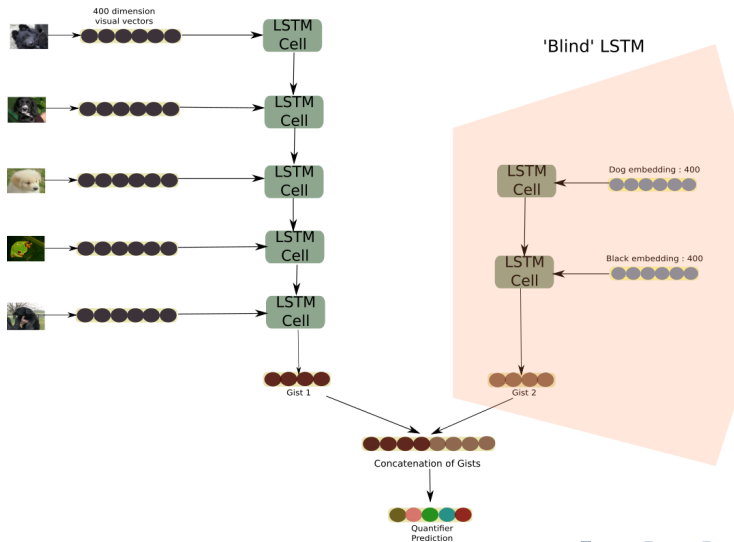 400 dimension
visual vectors
LSTM
Cell
LSTM
Cell
LSTM
Cell
LSTM
Cell
LSTM
Cell
Gist 1
'Blind' LSTM
LSTM
Cell
Dog embedding : 400
LSTM
Cell
Black embedding : 400
Gist 2
Concatenation of Gists
Quantifier
Prediction